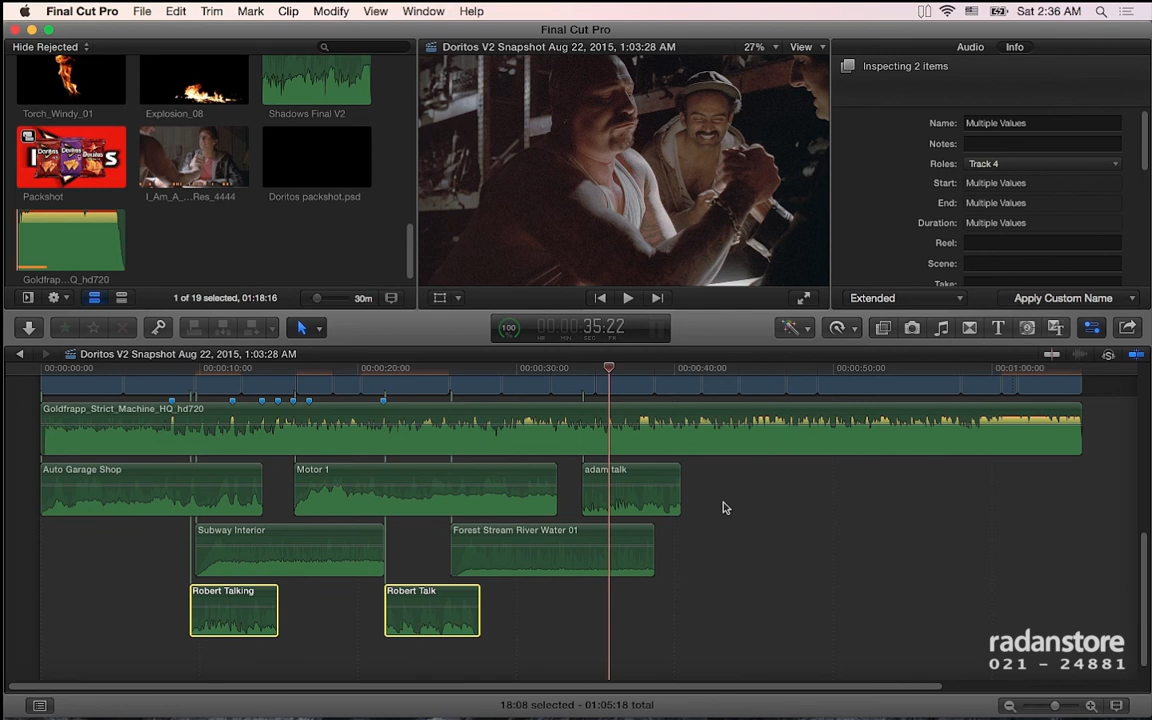 Final Cut Pro File Edit Trim Mark Clip Modify View Window Help Sat 2:36 AM
Final Cut Pro
Hide Rejected
Doritos V2 Snapshot Aug 22, 2015, 1:03:28 AM 27% View
Audio Info
Inspecting 2 items
Torch_Windy_01 Explosion_08 Shadows Final V2
Name: Multiple Values
Notes:
Roles: Track 4
Start: Multiple Values
End: Multiple Values
Duration: Multiple Values
Reel:
Scene:
Packshot I_Am_A_...Res_4444 Doritos packshot.psd
Goldfrap...Q_hd720
1 of 19 selected, 01:18:16 30m
Extended Apply Custom Name
100 00:00:35:22
HR MIN SEC FR
Doritos V2 Snapshot Aug 22, 2015, 1:03:28 AM
00:00:00:00 00:00:10:00 00:00:20:00 00:00:30:00 00:00:40:00 00:00:50:00 00:01:00:00
Goldfrapp_Strict_Machine_HQ_hd720
Auto Garage Shop Motor 1 adam talk
Subway Interior Forest Stream River Water 01
Robert Talking Robert Talk
radanstore
021 - 24881
18:08 selected - 01:05:18 total